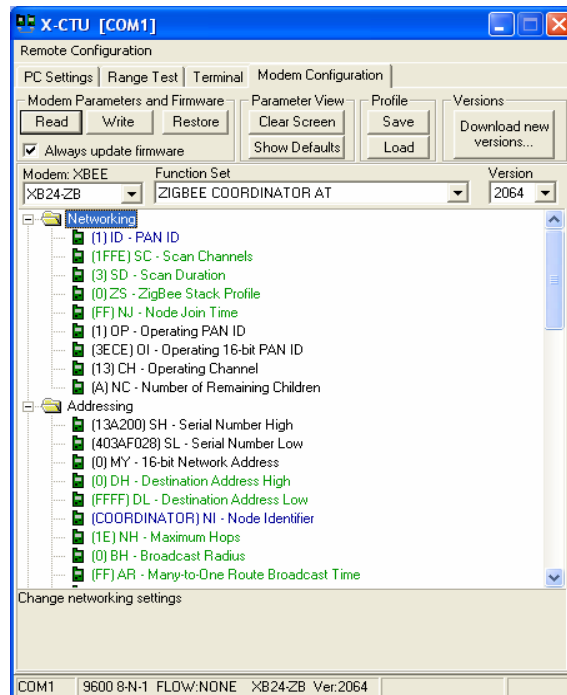 X-CTU [COM1]
Remote Configuration
PC Settings Range Test Terminal Modem Configuration
Modem Parameters and Firmware Parameter View Profile Versions
Read Write Restore Clear Screen Save Download new versions...
Always update firmware Show Defaults Load
Modem: XBEE Function Set Version
XB24-ZB ZIGBEE COORDINATOR AT 2064
Networking
(1) ID - PAN ID
(1FFE) SC - Scan Channels
(3) SD - Scan Duration
(0) ZS - ZigBee Stack Profile
(FF) NJ - Node Join Time
(1) OP - Operating PAN ID
(3ECE) OI - Operating 16-bit PAN ID
(13) CH - Operating Channel
(A) NC - Number of Remaining Children
Addressing
(13A200) SH - Serial Number High
(403AF028) SL - Serial Number Low
(0) MY - 16-bit Network Address
(0) DH - Destination Address High
(FFFF) DL - Destination Address Low
(COORDINATOR) NI - Node Identifier
(1E) NH - Maximum Hops
(0) BH - Broadcast Radius
(FF) AR - Many-to-One Route Broadcast Time
Change networking settings
COM1 9600 8-N-1 FLOW:NONE XB24-ZB Ver:2064